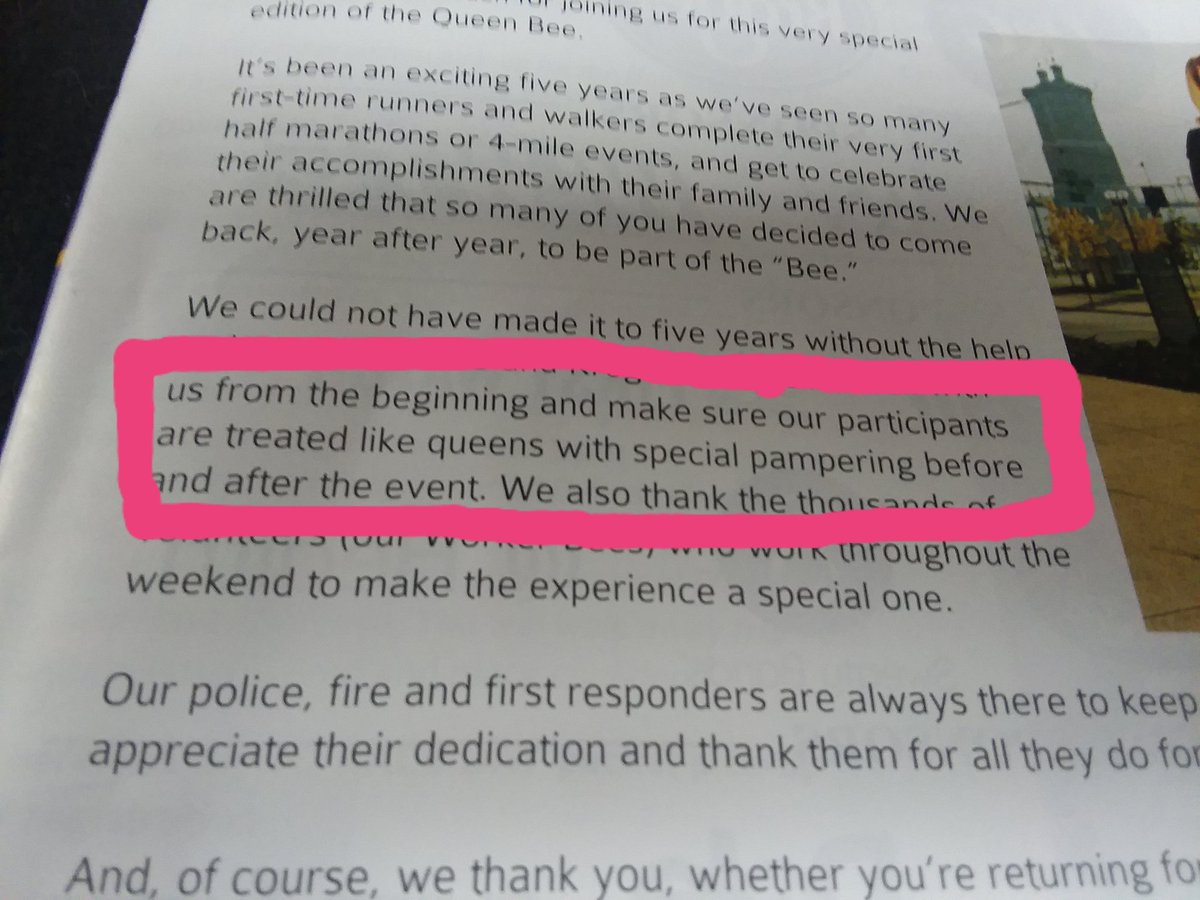 joining us for this very special
edition of the Queen Bee.
It's been an exciting five years as we've seen so many
first-time runners and walkers complete their very first
half marathons or 4-mile events, and get to celebrate
their accomplishments with their family and friends. We
are thrilled that so many of you have decided to come
back, year after year, to be part of the “Bee.”
We could not have made it to five years without the help
us from the beginning and make sure our participants
are treated like queens with special pampering before
and after the event. We also thank the thousands of
volunteers (our Worker Bees) who work throughout the
weekend to make the experience a special one.
Our police, fire and first responders are always there to keep
appreciate their dedication and thank them for all they do for
And, of course, we thank you, whether you're returning for